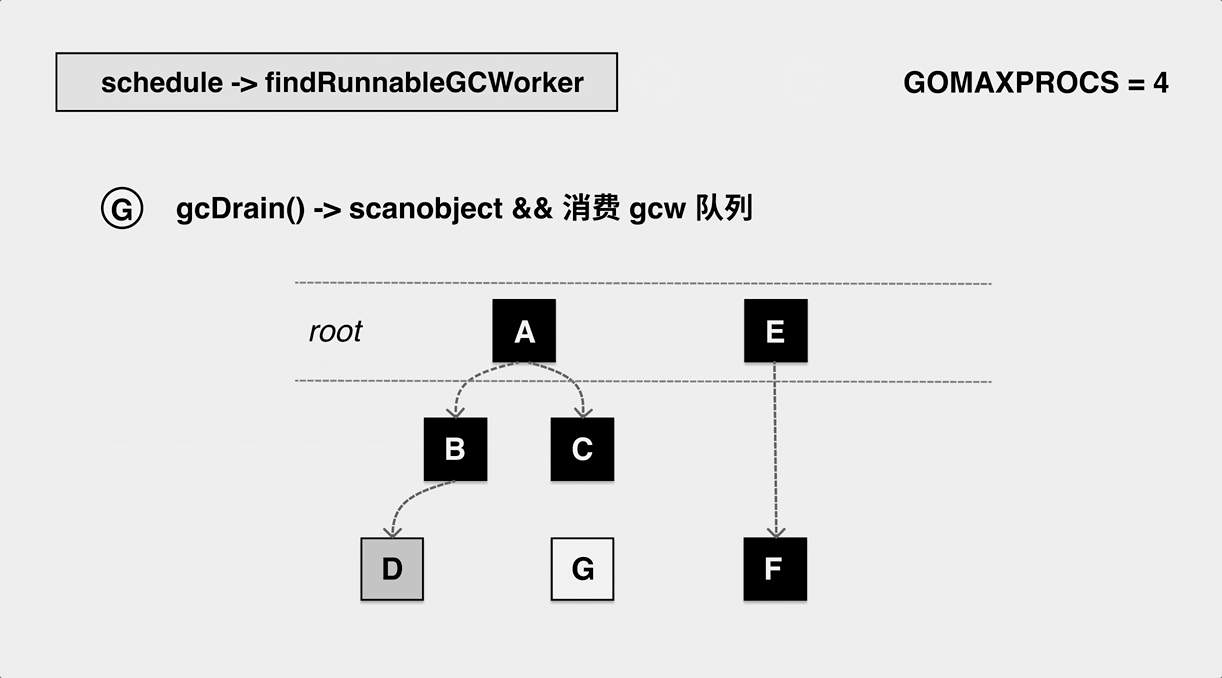 schedule -> findRunnableGCWorker
GOMAXPROCS = 4
G gcDrain() -> scanobject && 消费 gcw 队列
root A E
B C
D G F